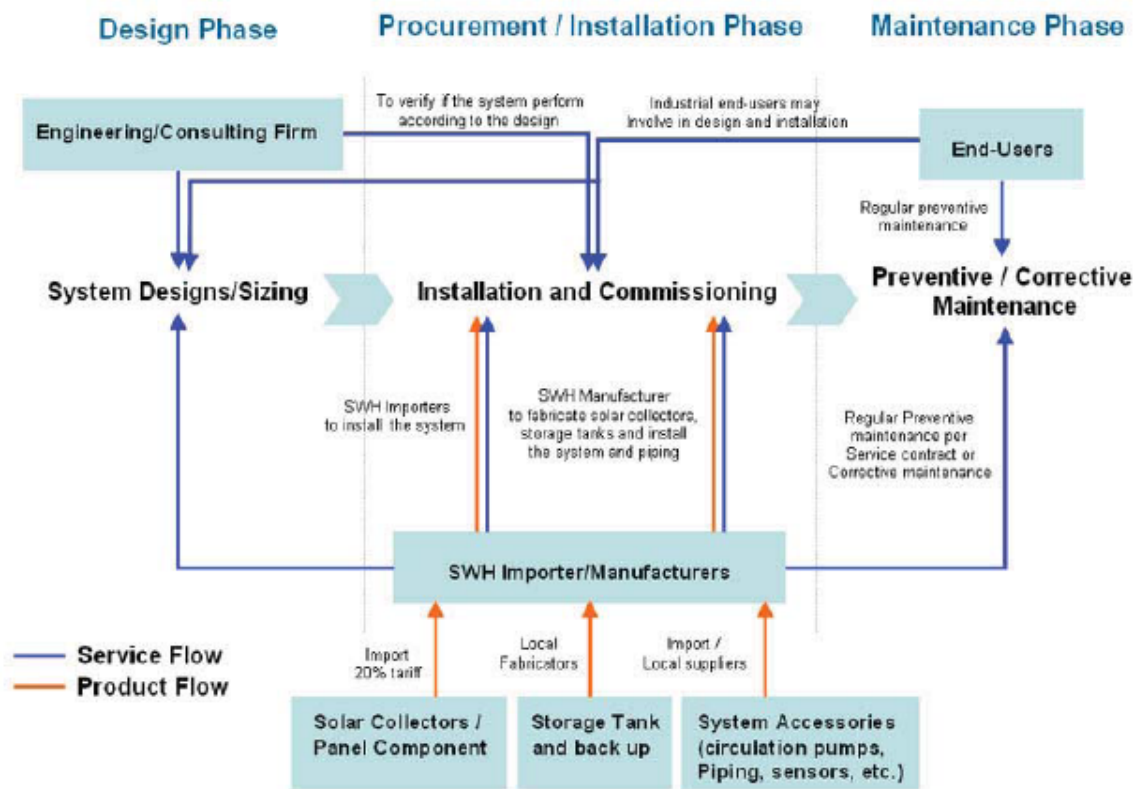 Design Phase
Procurement / Installation Phase
Maintenance Phase
Engineering/Consulting Firm
To verify if the system perform
according to the design
Industrial end-users may
Involve in design and installation
End-Users
Regular preventive
maintenance
System Designs/Sizing
Installation and Commissioning
Preventive / Corrective
Maintenance
SWH Importers
to install the system
SWH Manufacturer
to fabricate solar collectors,
storage tanks and install
the system and piping
Regular Preventive
maintenance per
Service contract or
Corrective maintenance
SWH Importer/Manufacturers
Service Flow
Product Flow
Import
20% tariff
Local
Fabricators
Import /
Local suppliers
Solar Collectors /
Panel Component
Storage Tank
and back up
System Accessories
(circulation pumps,
Piping, sensors, etc.)